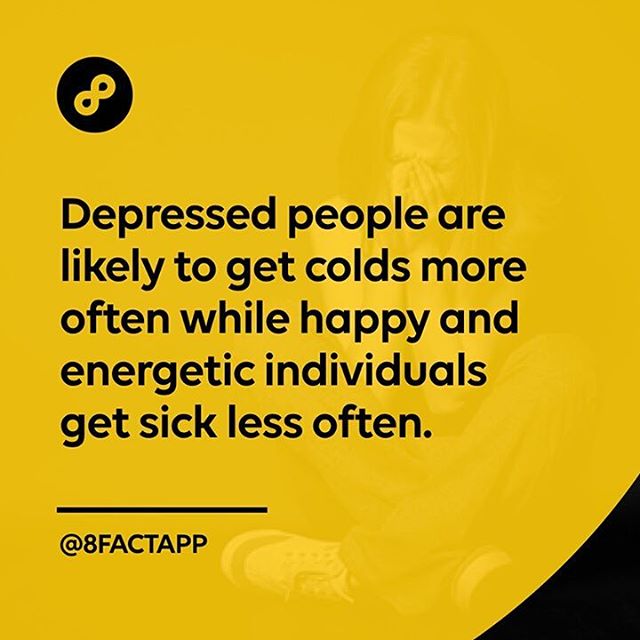 Depressed people are
likely to get colds more
often while happy and
energetic individuals
get sick less often.
@8FACTAPP